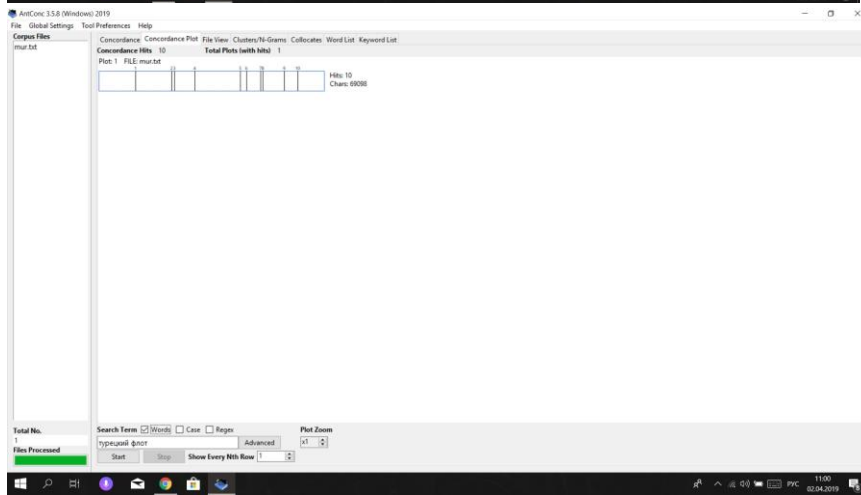 AntConc 3.5.8 (Windows) 2019
File Global Settings Tool Preferences Help
Corpus Files
mur.txt
Concordance Concordance Plot File View Clusters/N-Grams Collocates Word List Keyword List
Concordance Hits 10 Total Plots (with hits) 1
Plot: 1 FILE: mur.txt
Hits: 10
Chars: 69098
Total No.
1
Files Processed
Search Term Words Case Regex Plot Zoom
турецкий флот Advanced x1
Start Stop Show Every Nth Row 1
РУС 11:00
02.04.2019